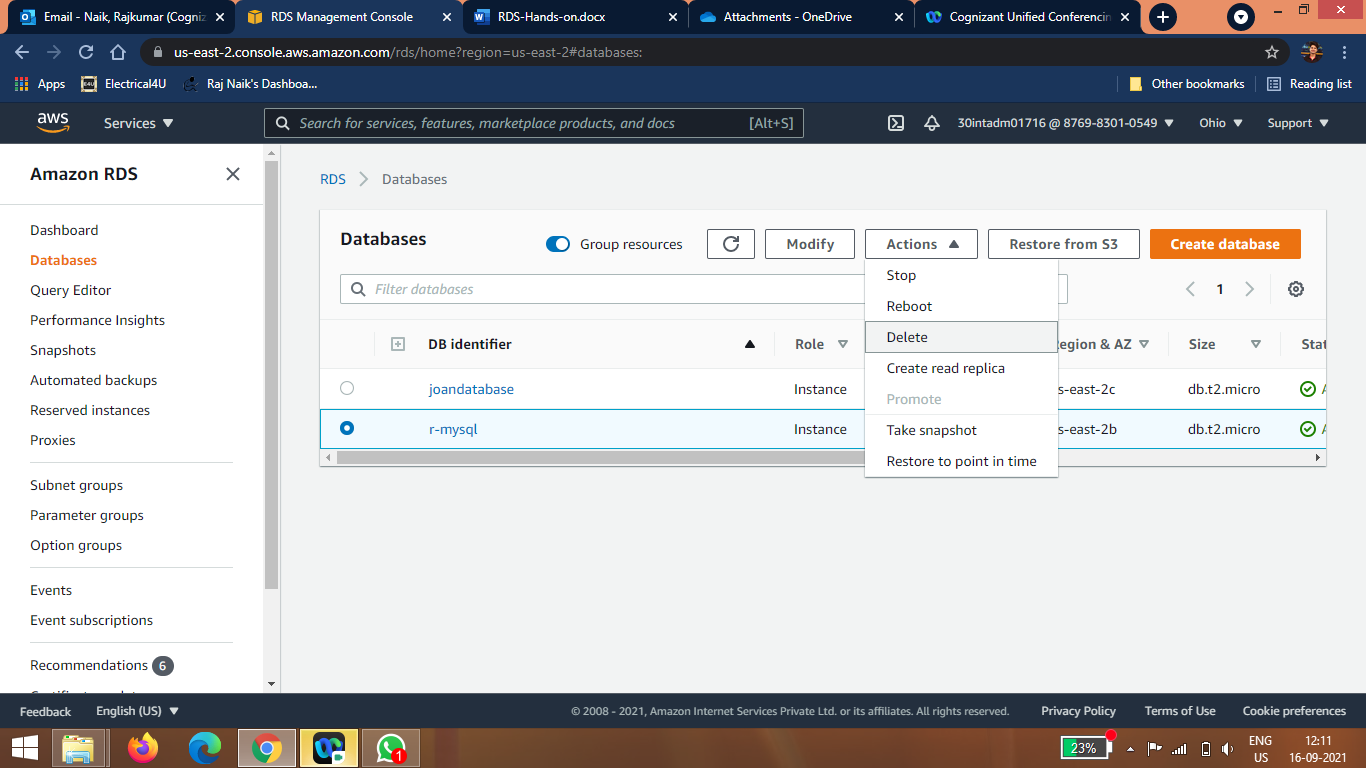 Email - Naik, Rajkumar (Cogniz
RDS Management Console
RDS-Hands-on.docx
Attachments - OneDrive
Cognizant Unified Conferencin
us-east-2.console.aws.amazon.com/rds/home?region=us-east-2#databases:
Apps
Electrical4U
Raj Naik's Dashboa...
Other bookmarks
Reading list
aws
Services
Search for services, features, marketplace products, and docs
[Alt+S]
30intadm01716 @ 8769-8301-0549
Ohio
Support
Amazon RDS
Dashboard
Databases
Query Editor
Performance Insights
Snapshots
Automated backups
Reserved instances
Proxies
Subnet groups
Parameter groups
Option groups
Events
Event subscriptions
Recommendations 6
RDS
Databases
Databases
Group resources
Modify
Actions
Restore from S3
Create database
Filter databases
1
Stop
Reboot
Delete
Create read replica
Promote
Take snapshot
Restore to point in time
DB identifier
Role
egion & AZ
Size
Stat
joandatabase
Instance
s-east-2c
db.t2.micro
r-mysql
Instance
s-east-2b
db.t2.micro
Feedback
English (US)
© 2008 - 2021, Amazon Internet Services Private Ltd. or its affiliates. All rights reserved.
Privacy Policy
Terms of Use
Cookie preferences
1
23%
ENG
US
12:11
16-09-2021